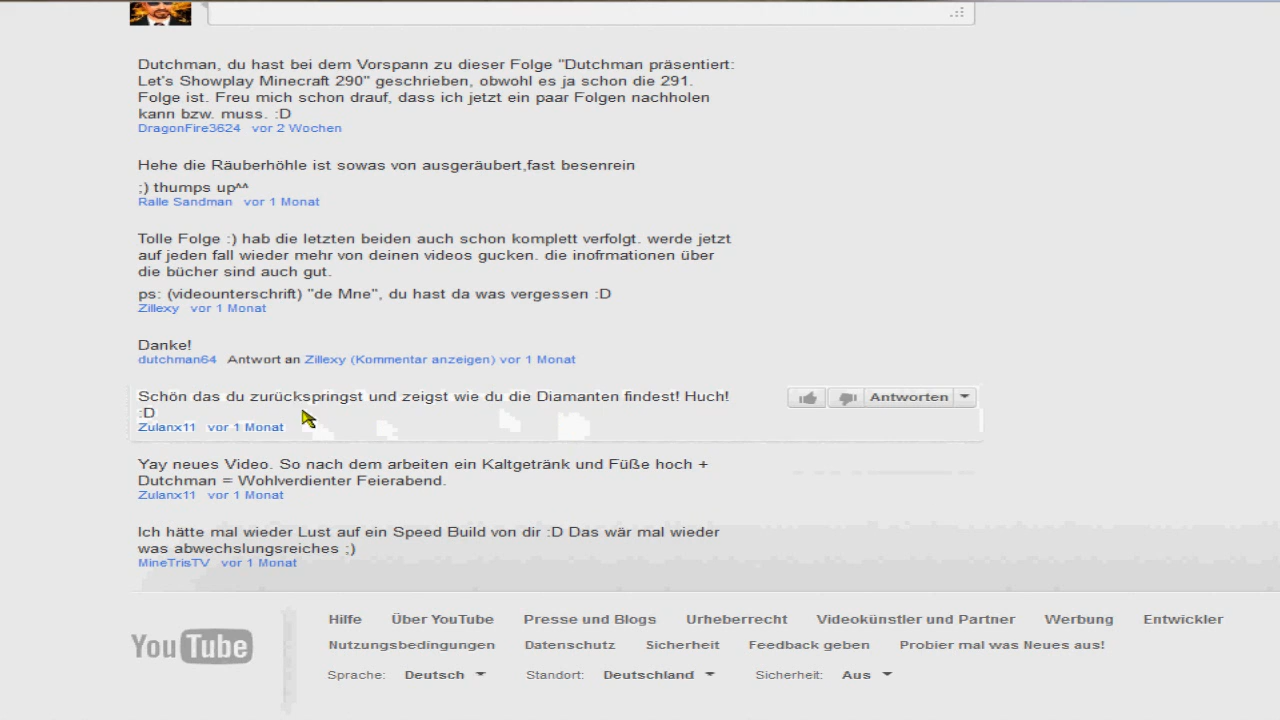 Dutchman, du hast bei dem Vorspann zu dieser Folge "Dutchman präsentiert:
Let's Showplay Minecraft 290" geschrieben, obwohl es ja schon die 291.
Folge ist. Freu mich schon drauf, dass ich jetzt ein paar Folgen nachholen
kann bzw. muss. :D
DragonFire3624 vor 2 Wochen
Hehe die Räuberhöhle ist sowas von ausgeräubert,fast besenrein
;) thumps up^^
Ralle Sandman vor 1 Monat
Tolle Folge :) hab die letzten beiden auch schon komplett verfolgt. werde jetzt
auf jeden fall wieder mehr von deinen videos gucken. die inofrmationen über
die bücher sind auch gut.
ps: (videounterschrift) "de Mne", du hast da was vergessen :D
Zillexy vor 1 Monat
Danke!
dutchman64 Antwort an Zillexy (Kommentar anzeigen) vor 1 Monat
Schön das du zurückspringst und zeigst wie du die Diamanten findest! Huch!
:D
Zulanx11 vor 1 Monat
Antworten
Yay neues Video. So nach dem arbeiten ein Kaltgetränk und Füße hoch +
Dutchman = Wohlverdienter Feierabend.
Zulanx11 vor 1 Monat
Ich hätte mal wieder Lust auf ein Speed Build von dir :D Das wär mal wieder
was abwechslungsreiches ;)
MineTrisTV vor 1 Monat
YouTube
Hilfe Über YouTube Presse und Blogs Urheberrecht Videokünstler und Partner Werbung Entwickler
Nutzungsbedingungen Datenschutz Sicherheit Feedback geben Probier mal was Neues aus!
Sprache: Deutsch Standort: Deutschland Sicherheit: Aus